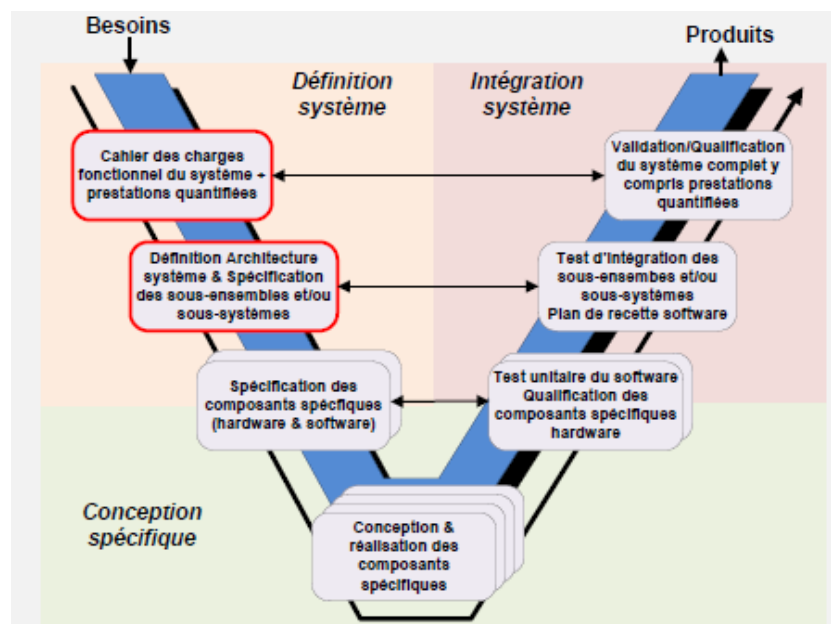 Besoins
Produits
Définition
système
Intégration
système
Cahier des charges
fonctionnel du système +
prestations quantifiées
Validation/Qualification
du système complet y
compris prestations
quantifiées
Définition Architecture
système & Spécification
des sous-ensembles et/ou
sous-systèmes
Test d'intégration des
sous-ensembes et/ou
sous-systèmes
Plan de recette software
Spécification des
composants spécifiques
(hardware & software)
Test unitaire du software
Qualification des
composants spécifiques
hardware
Conception
spécifique
Conception &
réalisation des
composants
spécifiques